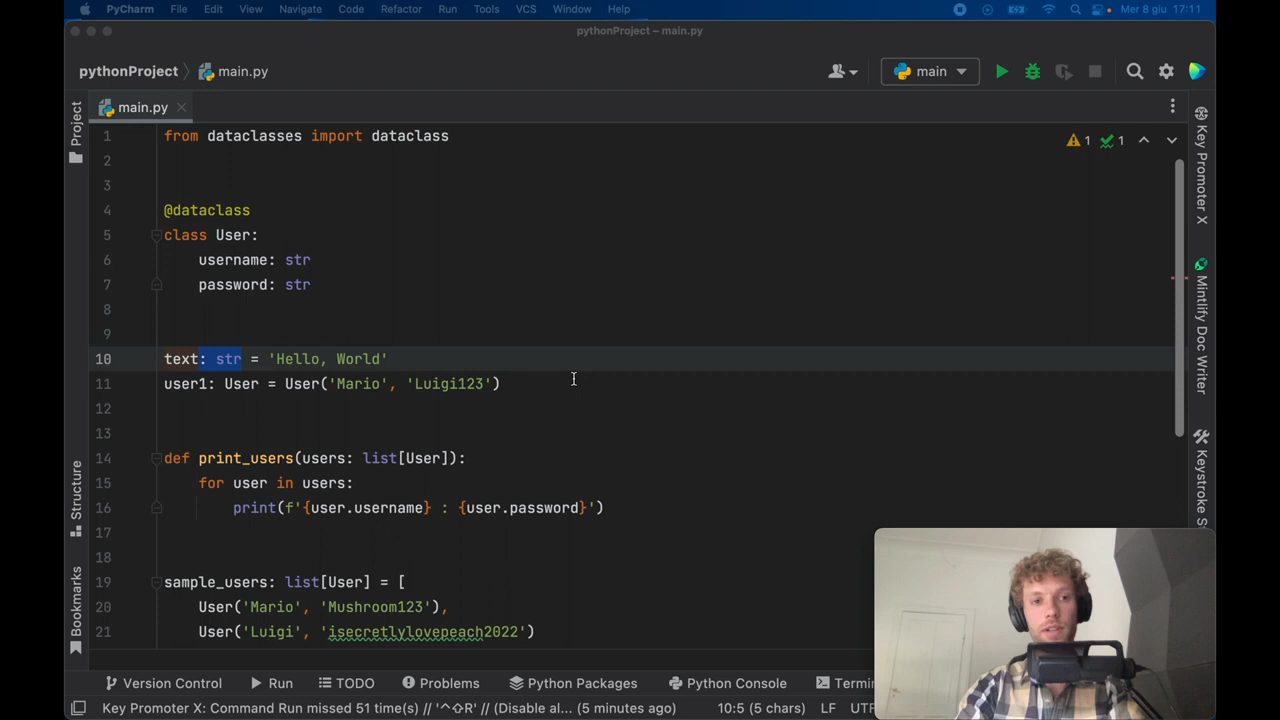 PyCharm File Edit View Navigate Code Refactor Run Tools VCS Window Help Mer 8 giu 17:11
pythonProject – main.py
pythonProject main.py main
main.py
Project
1 from dataclasses import dataclass
1 1
2
3
4 @dataclass
5 class User:
6 username: str
7 password: str
8
9
10 text: str = 'Hello, World'
11 user1: User = User('Mario', 'Luigi123')
12
13
14 def print_users(users: list[User]):
15 for user in users:
16 print(f'{user.username} : {user.password}')
17
18
19 sample_users: list[User] = [
20 User('Mario', 'Mushroom123'),
21 User('Luigi', 'isecretlylovepeach2022')
Structure
Bookmarks
Key Promoter X
Mintlify Doc Writer
Keystroke S
Version Control Run TODO Problems Python Packages Python Console Termi
Key Promoter X: Command Run missed 51 time(s) // '⌃⇧R' // (Disable al... (5 minutes ago) 10:5 (5 chars) LF UTF